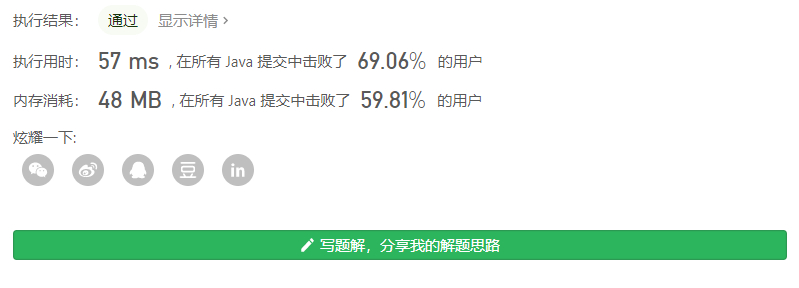 执行结果： 通过 显示详情 ›
执行用时： 57 ms , 在所有 Java 提交中击败了 69.06% 的用户
内存消耗： 48 MB , 在所有 Java 提交中击败了 59.81% 的用户
炫耀一下:
豆 in
写题解，分享我的解题思路